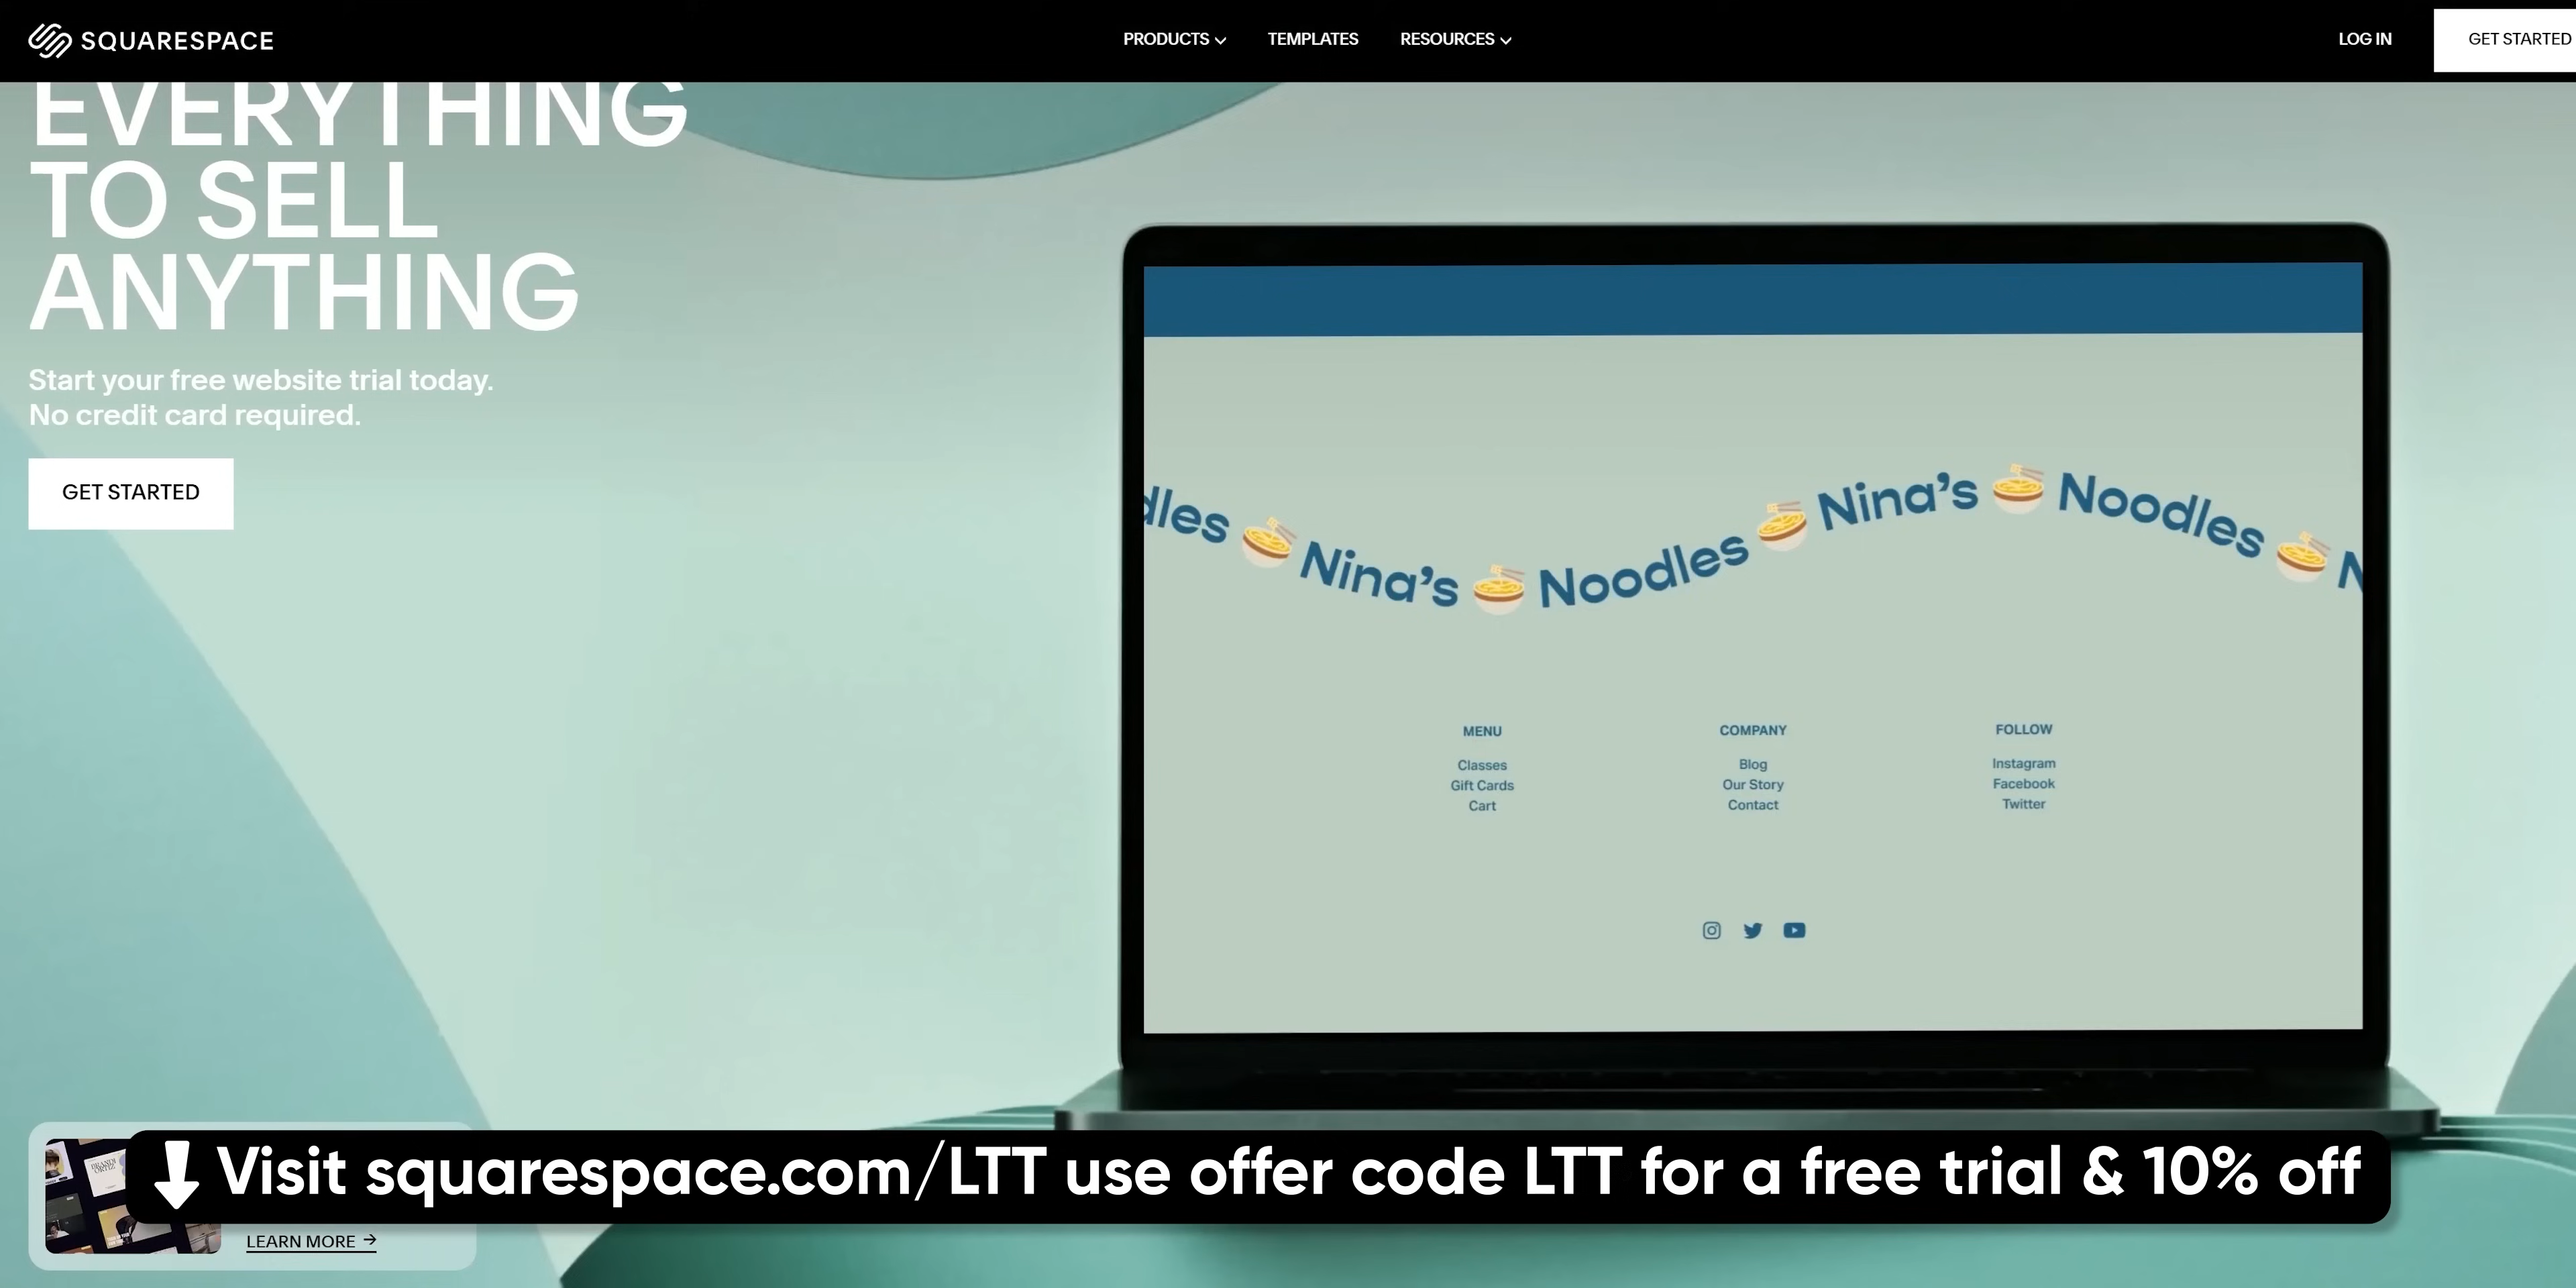 SQUARESPACE
PRODUCTS
TEMPLATES
RESOURCES
LOG IN
GET STARTED
EVERYTHING
TO SELL
ANYTHING
Start your free website trial today.
No credit card required.
GET STARTED
dles Nina's Noodles Nina's Noodles N
MENU
Classes
Gift Cards
Cart
COMPANY
Blog
Our Story
Contact
FOLLOW
Instagram
Facebook
Twitter
Visit squarespace.com/LTT use offer code LTT for a free trial & 10% off
LEARN MORE →